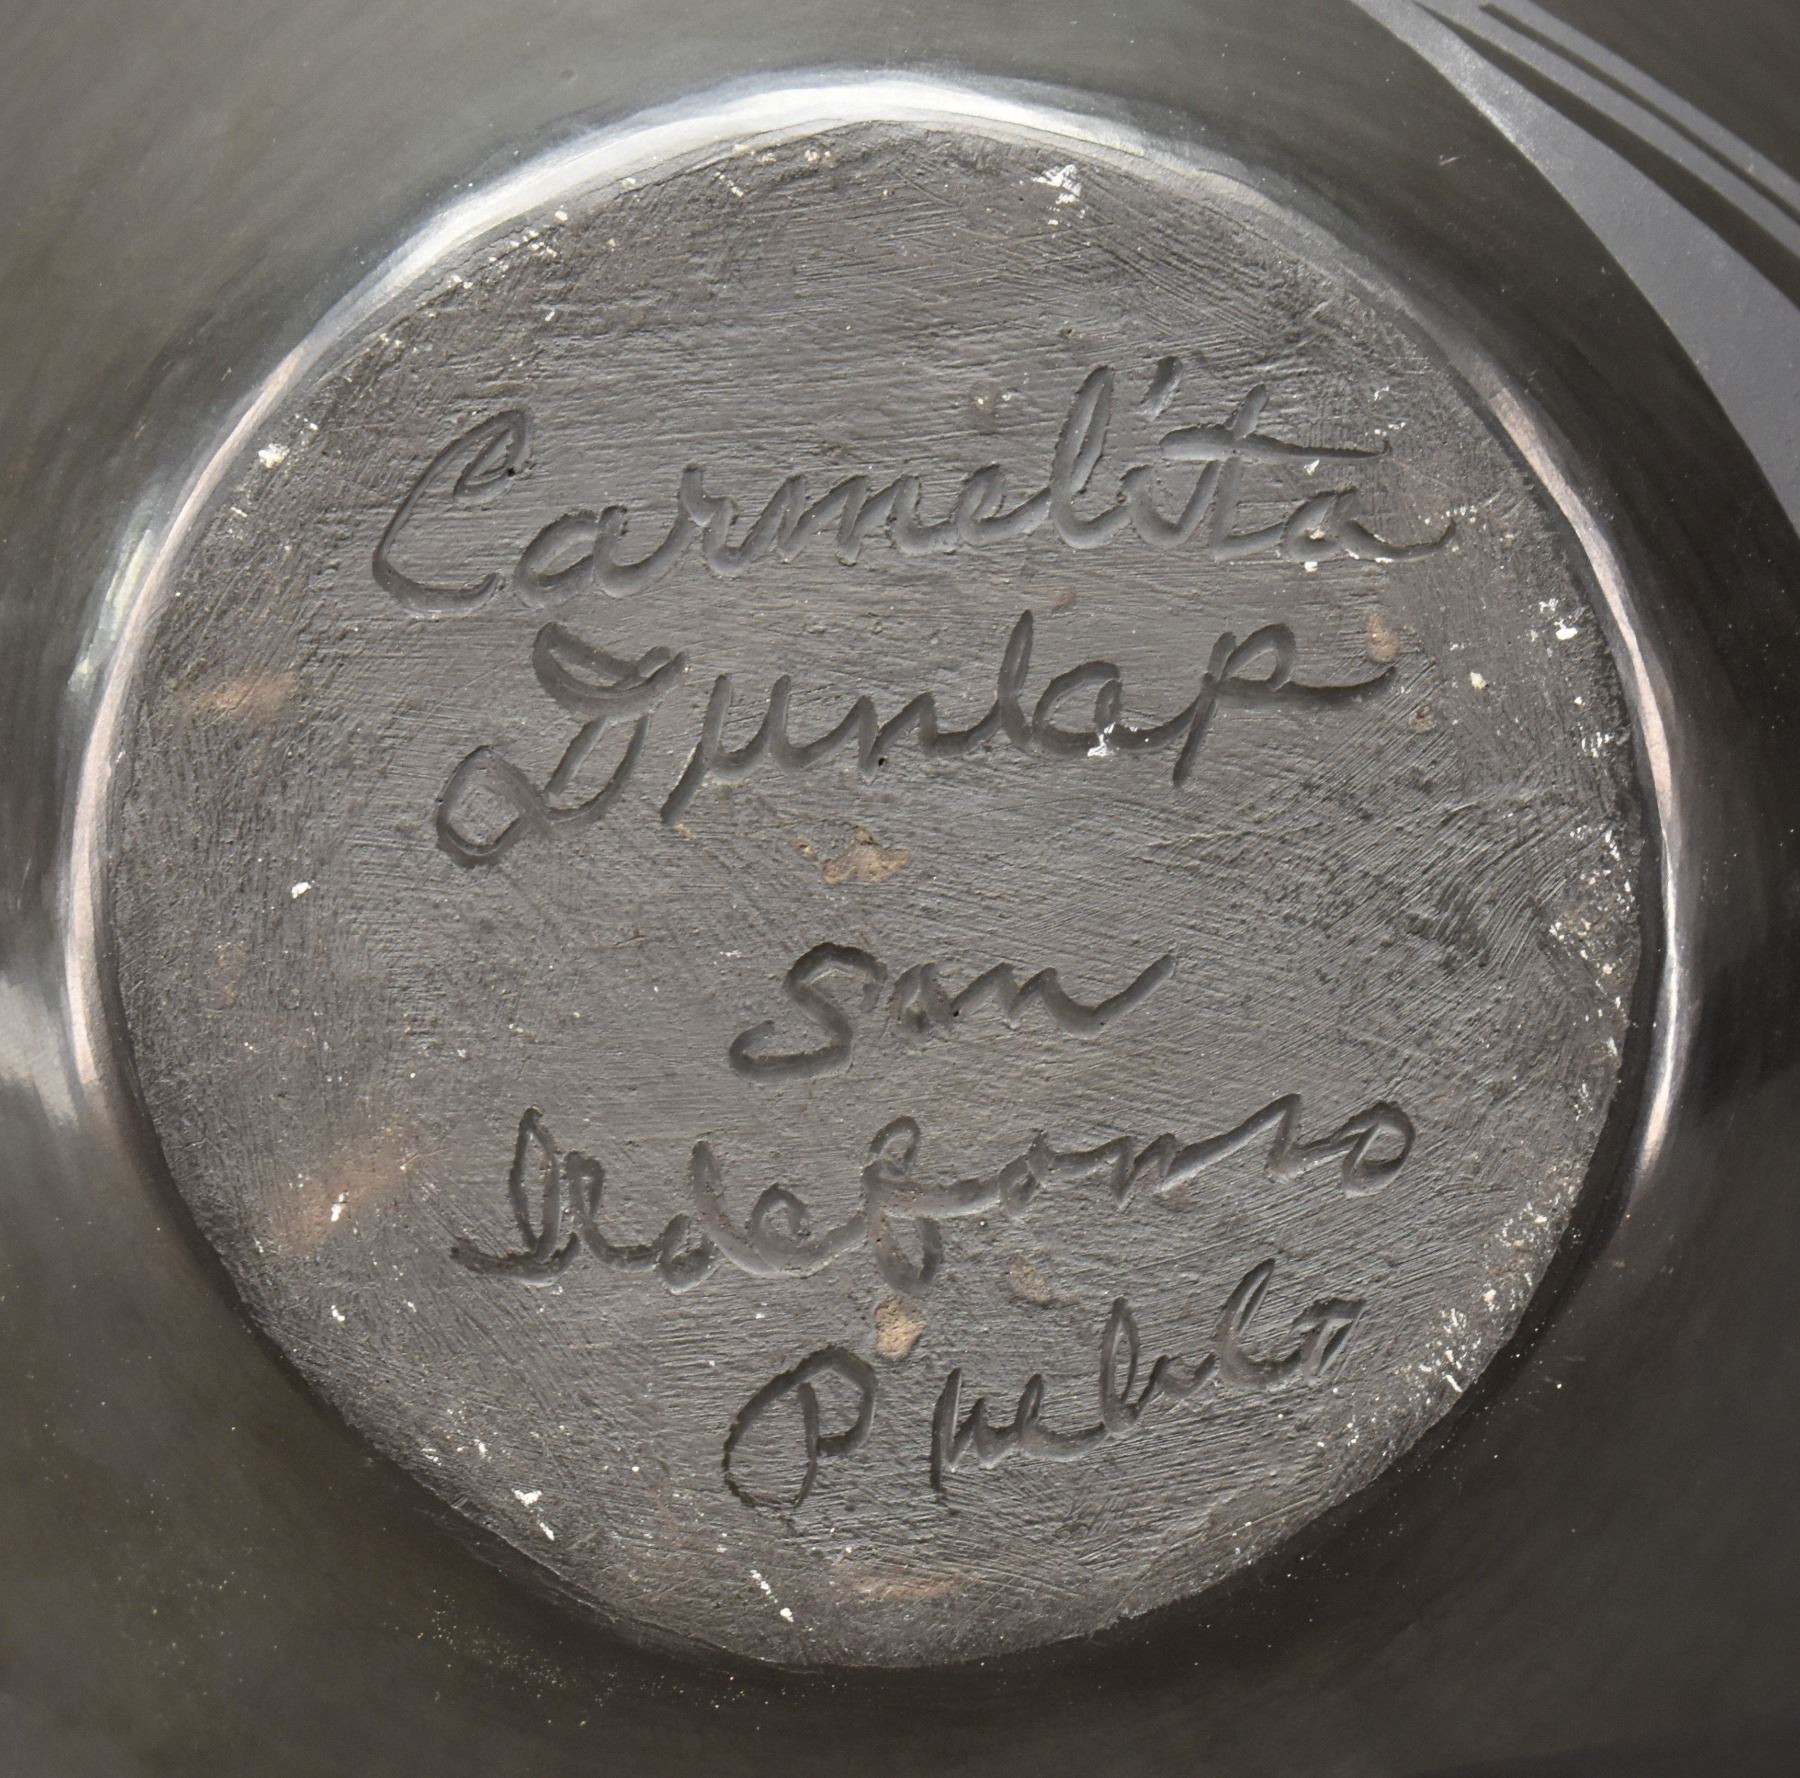 Carmelita
Dunlap
San
Ildefonso
Pueblo